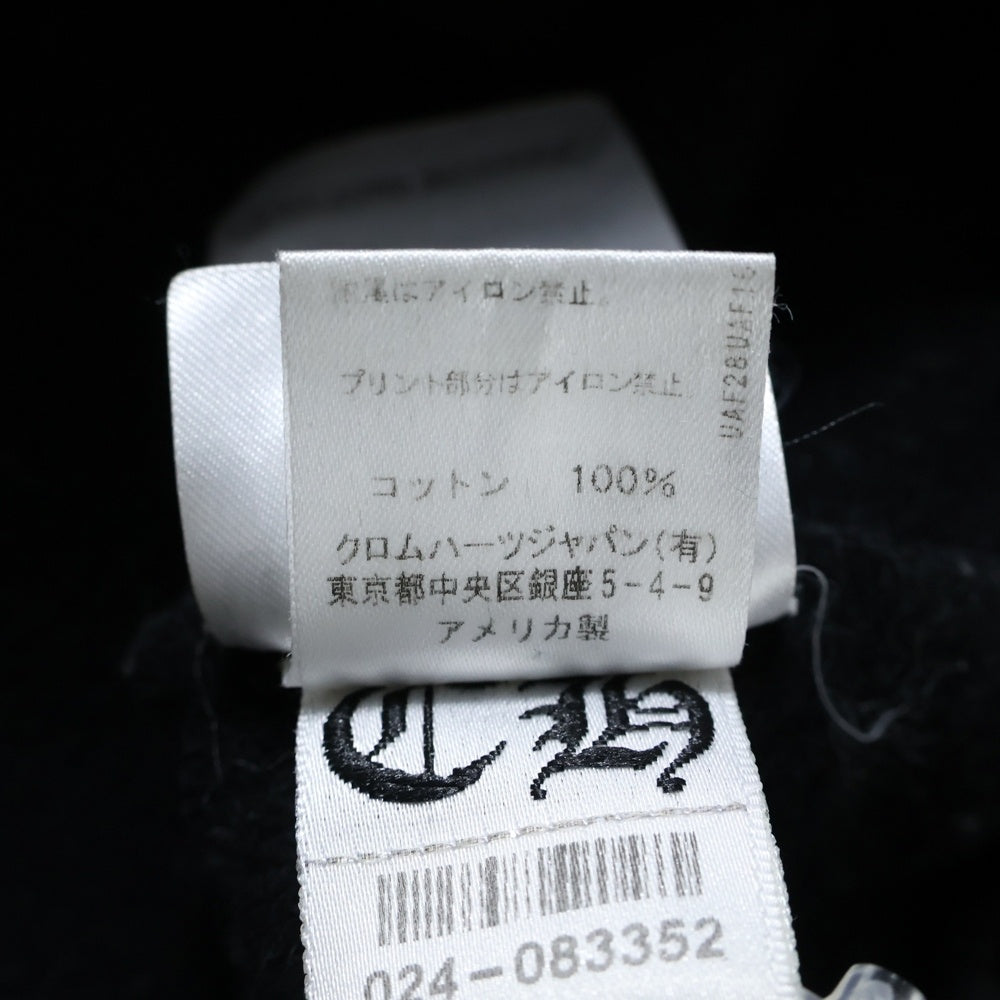 はアイロン禁止。
プリント部分はアイロン禁止
コットン 100%
クロムハーツジャパン(有)
東京都中央区銀座5-4-9
アメリカ製
UAF28UAF16
CH
024-083352